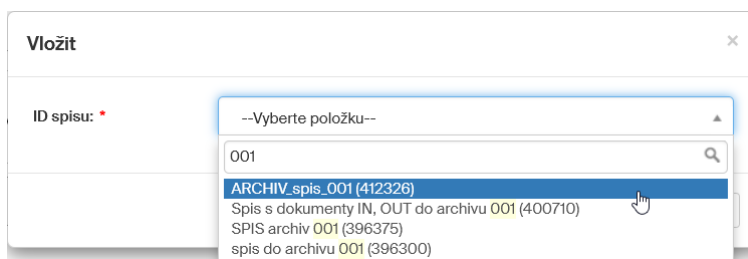 Vložit ×
ID spisu: * --Vyberte položku--
001
ARCHIV_spis_001 (412326)
Spis s dokumenty IN, OUT do archivu 001 (400710)
SPIS archiv 001 (396375)
spis do archivu 001 (396300)